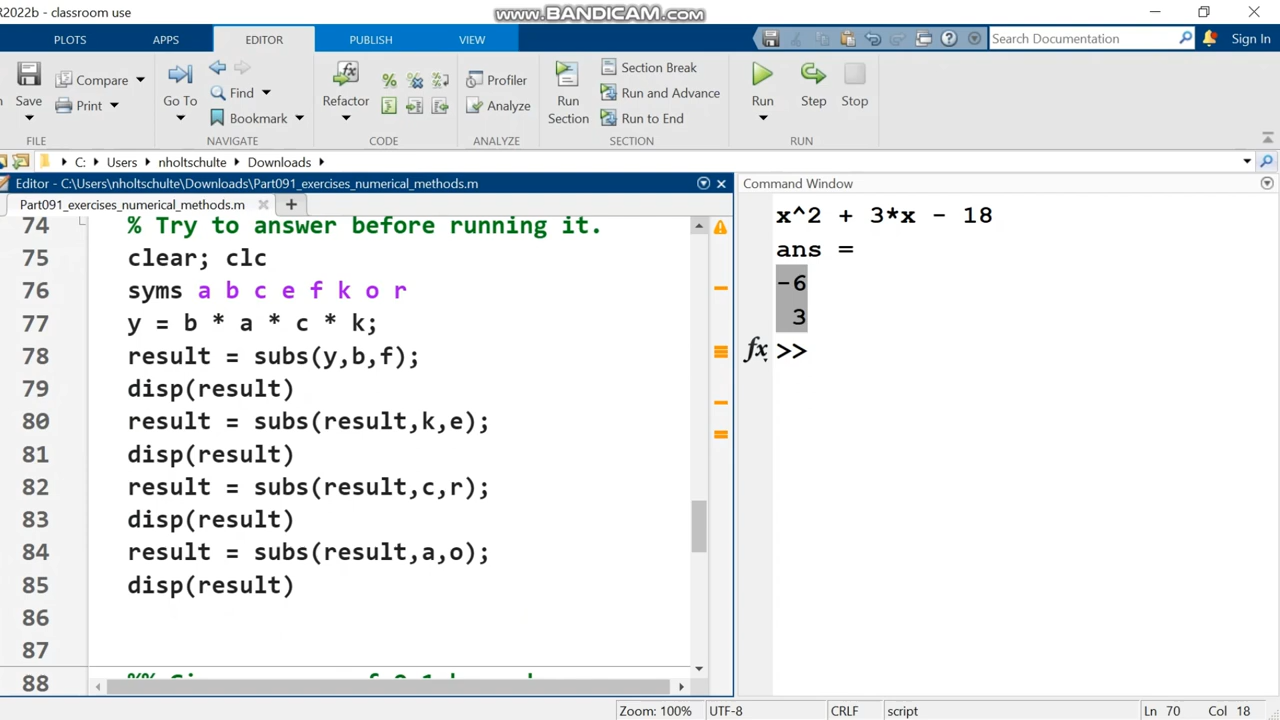 R2022b - classroom use
www.BANDICAM.com
PLOTS APPS EDITOR PUBLISH VIEW
Search Documentation
Sign In
Save
Compare
Print
FILE
Go To
Find
Bookmark
NAVIGATE
Refactor
CODE
Profiler
Analyze
ANALYZE
Run
Section
Section Break
Run and Advance
Run to End
SECTION
Run
Step
Stop
RUN
C: Users nholtschulte Downloads
Editor - C:\Users\nholtschulte\Downloads\Part091_exercises_numerical_methods.m
Part091_exercises_numerical_methods.m
74 % Try to answer before running it.
75 clear; clc
76 syms a b c e f k o r
77 y = b * a * c * k;
78 result = subs(y,b,f);
79 disp(result)
80 result = subs(result,k,e);
81 disp(result)
82 result = subs(result,c,r);
83 disp(result)
84 result = subs(result,a,o);
85 disp(result)
86
87
88
Command Window
x^2 + 3*x - 18
ans =
-6
3
fx >>
Zoom: 100%
UTF-8
CRLF
script
Ln 70 Col 18